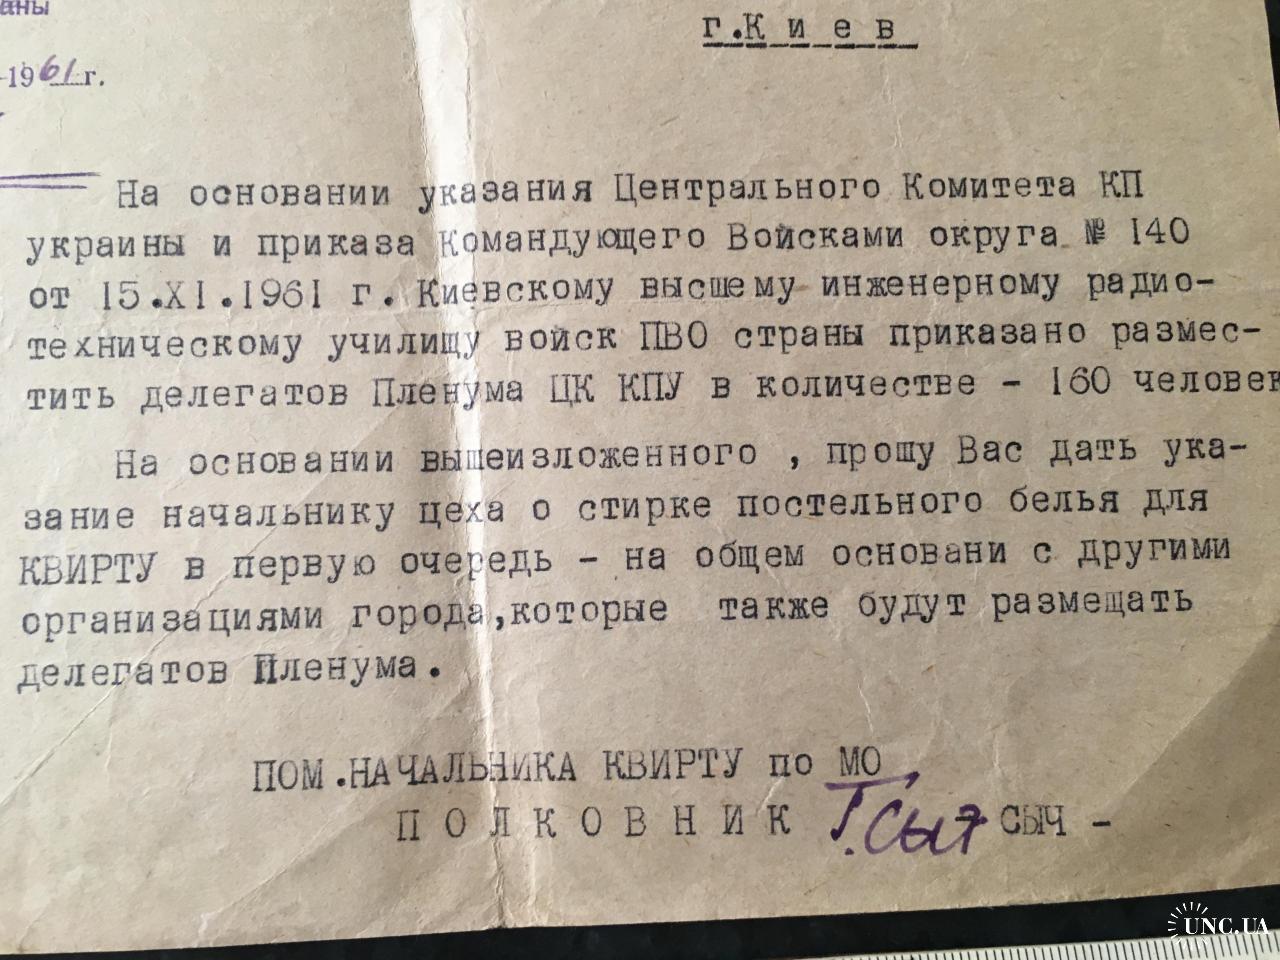 аны
г.Киев
-1961 г.
На основании указания Центрального Комитета КП
украины и приказа Командующего Войсками округа № 140
от 15.XI.1961 г. Киевскому высшему инженерному радио-
техническому училищу войск ПВО страны приказано размес-
тить делегатов Пленума ЦК КПУ в количестве - 160 человек
На основании вышеизложенного , прошу Вас дать ука-
зание начальнику цеха о стирке постельного белья для
КВИРТУ в первую очередь - на общем основани с другими
организациями города,которые также будут размещать
делегатов Пленума.
ПОМ.НАЧАЛЬНИКА КВИРТУ по МО
ПОЛКОВНИК Г.Сыч СЫЧ -
UNC.UA